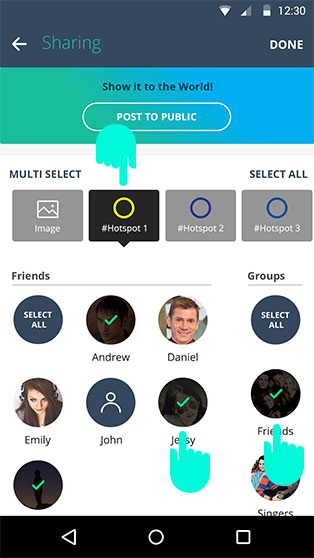 12:30
Sharing
DONE
Show it to the World!
POST TO PUBLIC
MULTI SELECT
SELECT ALL
Image
#Hotspot 1
#Hotspot 2
#Hotspot 3
Friends
Groups
SELECT
ALL
Andrew
Daniel
SELECT
ALL
Emily
John
Friends
Singers